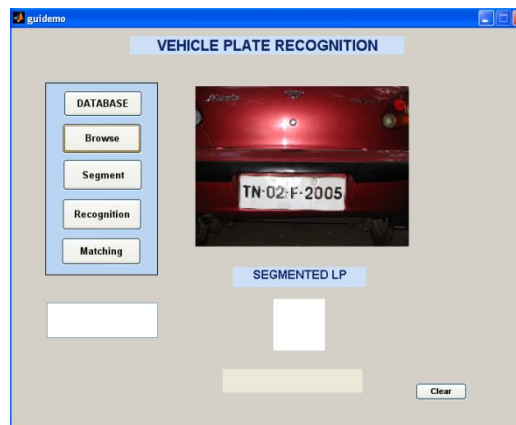 guidemo
VEHICLE PLATE RECOGNITION
DATABASE
Browse
Segment
Recognition
Matching
TN·02·F·2005
SEGMENTED LP
Clear